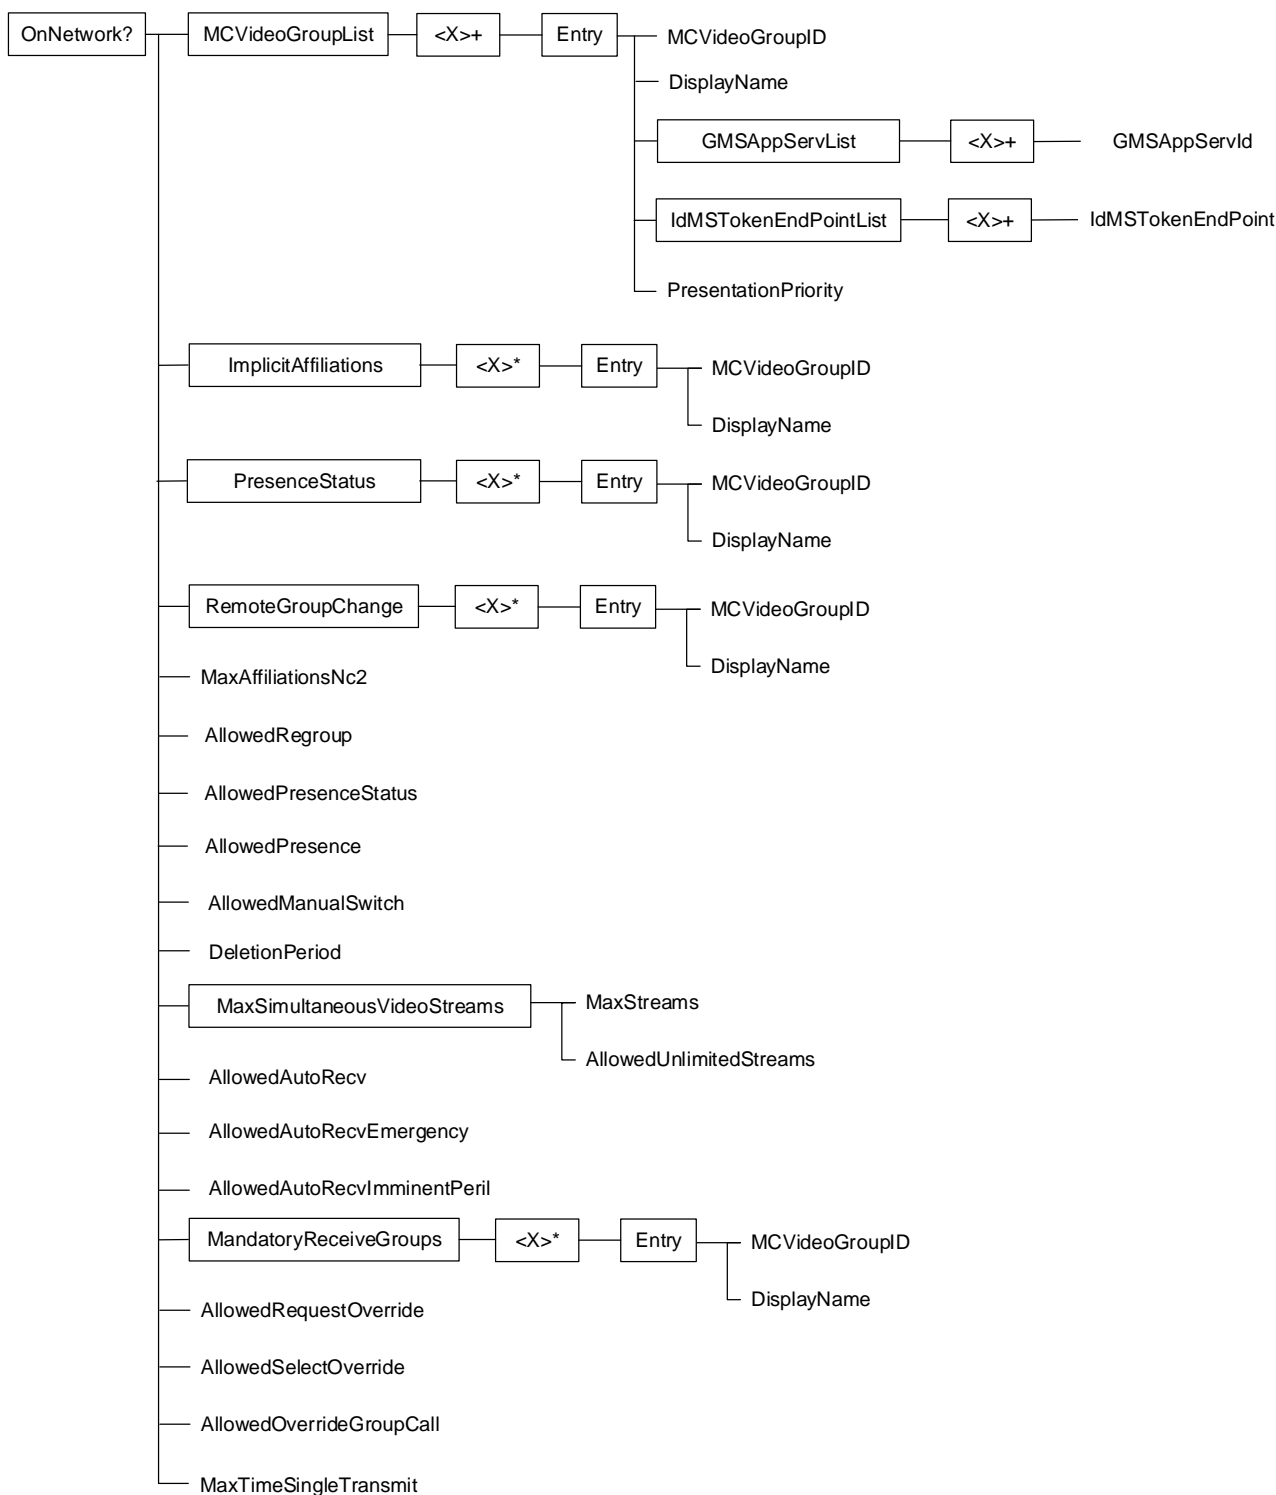 OnNetwork? MCVideoGroupList <X>+ Entry MCVideoGroupID
DisplayName
GMSAppServList <X>+ GMSAppServId
IdMSTokenEndPointList <X>+ IdMSTokenEndPoint
PresentationPriority
ImplicitAffiliations <X>* Entry MCVideoGroupID
DisplayName
PresenceStatus <X>* Entry MCVideoGroupID
DisplayName
RemoteGroupChange <X>* Entry MCVideoGroupID
DisplayName
MaxAffiliationsNc2
AllowedRegroup
AllowedPresenceStatus
AllowedPresence
AllowedManualSwitch
DeletionPeriod
MaxSimultaneousVideoStreams MaxStreams
AllowedUnlimitedStreams
AllowedAutoRecv
AllowedAutoRecvEmergency
AllowedAutoRecvImminentPeril
MandatoryReceiveGroups <X>* Entry MCVideoGroupID
DisplayName
AllowedRequestOverride
AllowedSelectOverride
AllowedOverrideGroupCall
MaxTimeSingleTransmit